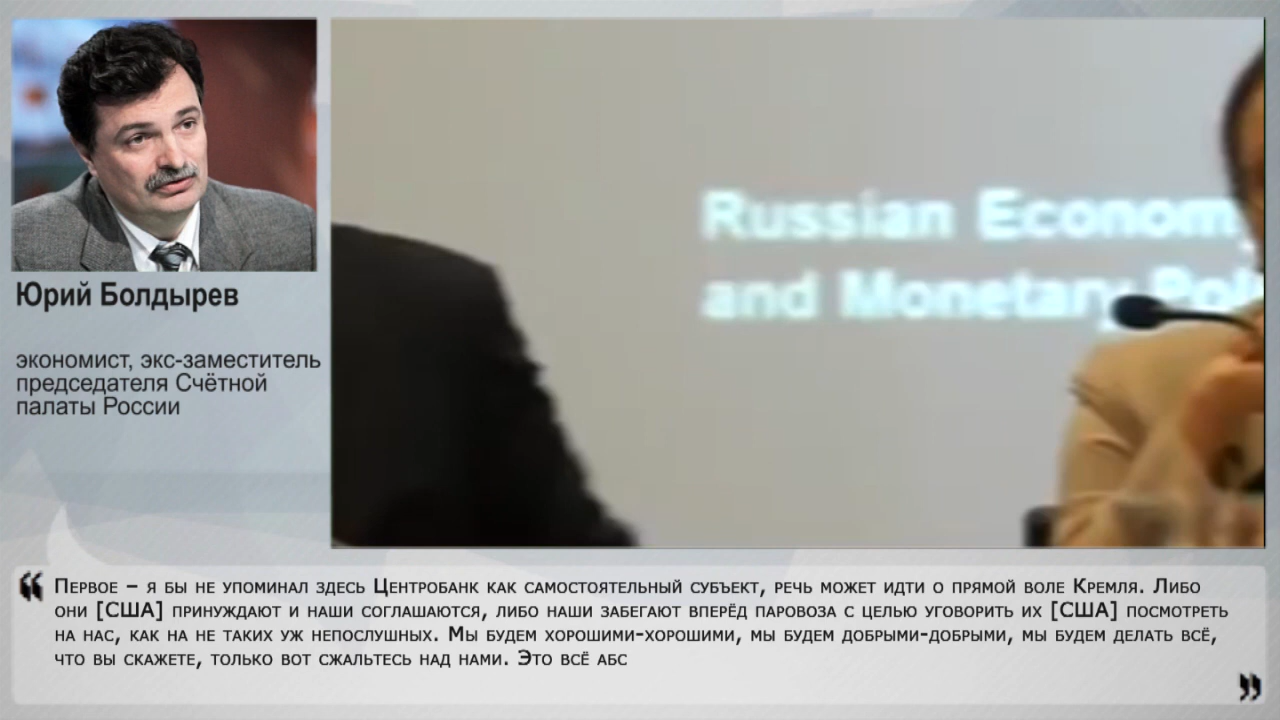 Юрий Болдырев
экономист, экс-заместитель
председателя Счётной
палаты России
Russian Economy
and Monetary
Первое – я бы не упоминал здесь Центробанк как самостоятельный субъект, речь может идти о прямой воле Кремля. Либо
они [США] принуждают и наши соглашаются, либо наши забегают вперёд паровоза с целью уговорить их [США] посмотреть
на нас, как на не таких уж непослушных. Мы будем хорошими-хорошими, мы будем добрыми-добрыми, мы будем делать всё,
что вы скажете, только вот сжальтесь над нами. Это всё абс